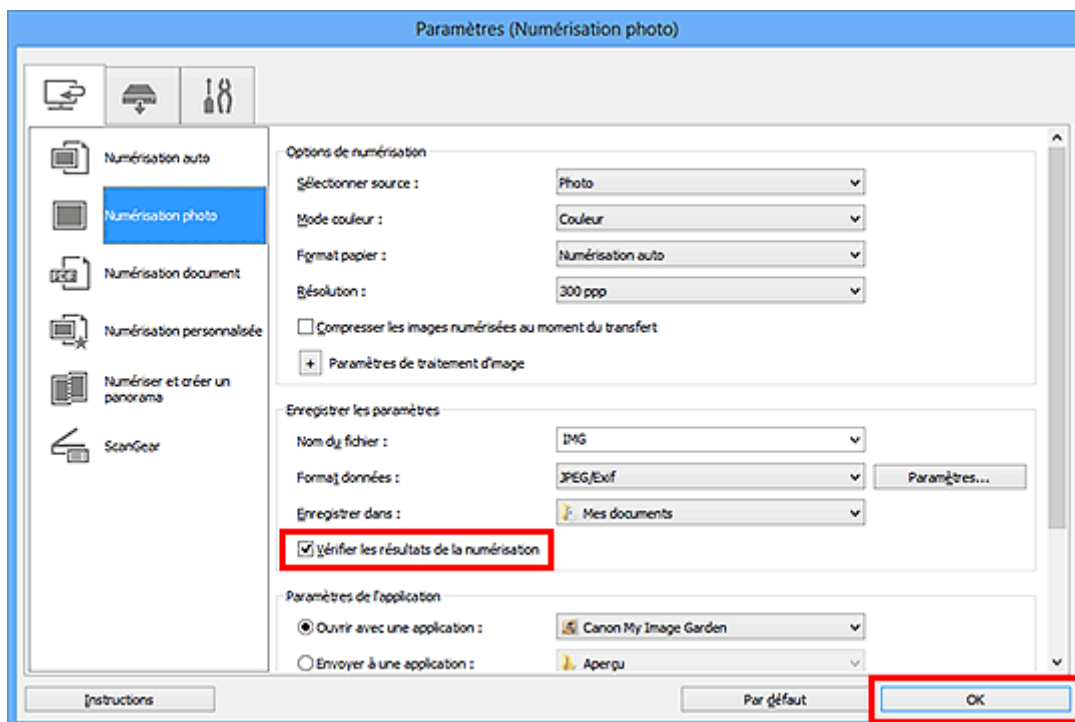 Paramètres (Numérisation photo)
Numérisation auto
Numérisation photo
Numérisation document
Numérisation personnalisée
Numériser et créer un
panorama
ScanGear
Options de numérisation
Sélectionner source : Photo
Mode couleur : Couleur
Format papier : Numérisation auto
Résolution : 300 ppp
Compresser les images numérisées au moment du transfert
+ Paramètres de traitement d'image
Enregistrer les paramètres
Nom du fichier : IMG
Format données : JPEG/Exif Paramètres...
Enregistrer dans : Mes documents
Vérifier les résultats de la numérisation
Paramètres de l'application
Ouvrir avec une application : Canon My Image Garden
Envoyer à une application : Aperçu
Instructions Par défaut OK